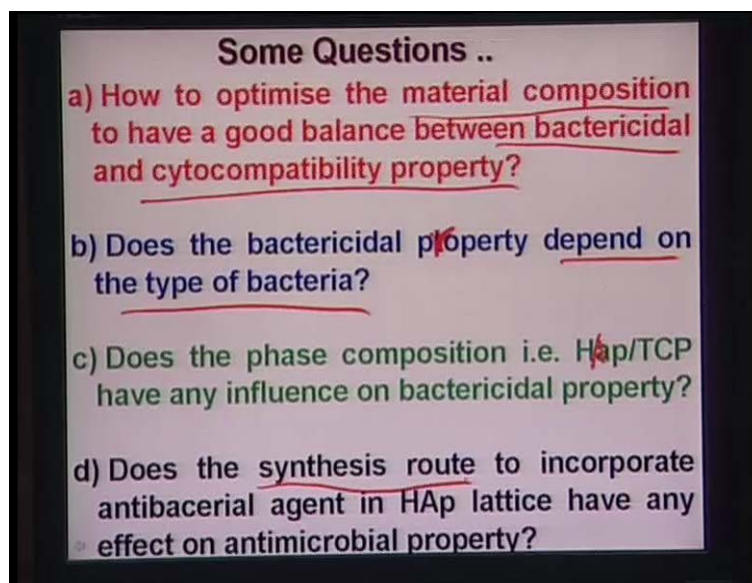 Some Questions ..
a) How to optimise the material composition
to have a good balance between bactericidal
and cytocompatibility property?
b) Does the bactericidal property depend on
the type of bacteria?
c) Does the phase composition i.e. Hap/TCP
have any influence on bactericidal property?
d) Does the synthesis route to incorporate
antibacerial agent in HAp lattice have any
effect on antimicrobial property?